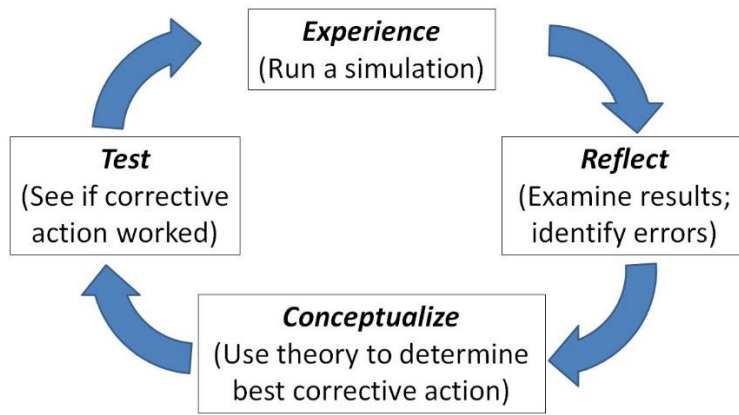 Experience
(Run a simulation)
Reflect
(Examine results;
identify errors)
Conceptualize
(Use theory to determine
best corrective action)
Test
(See if corrective
action worked)